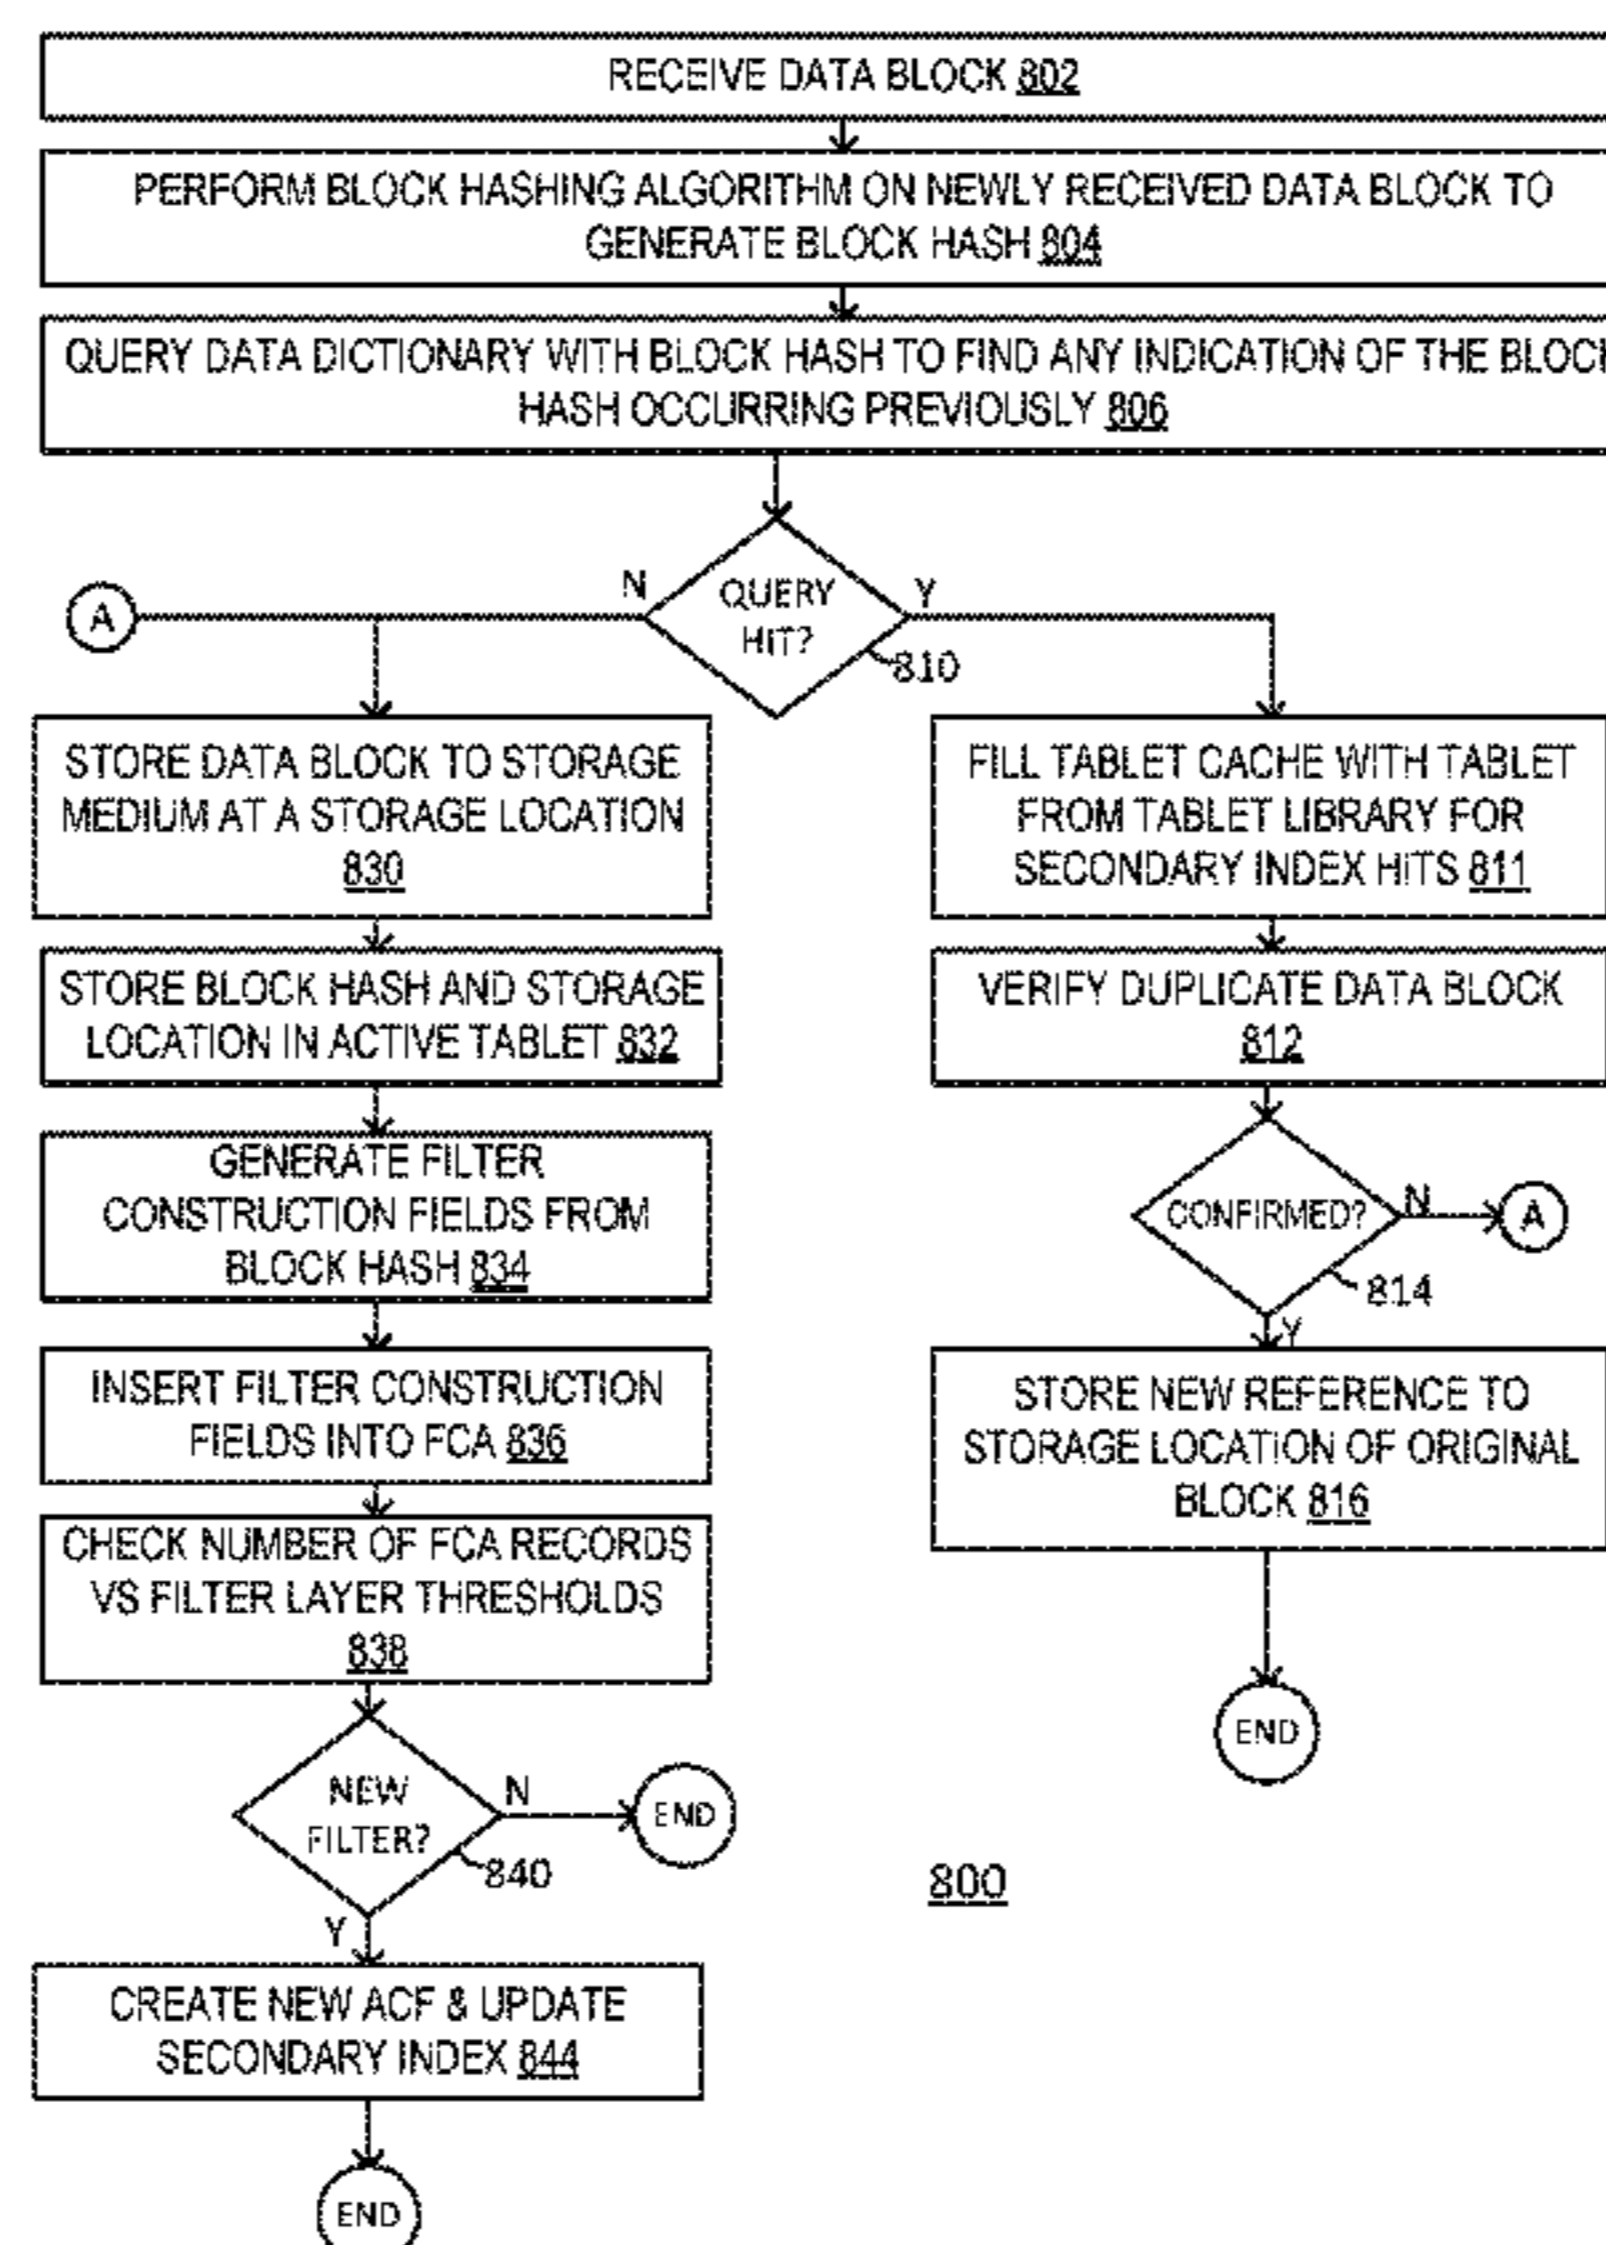 RECEIVE DATA BLOCK 802
PERFORM BLOCK HASHING ALGORITHM ON NEWLY RECEIVED DATA BLOCK TO
GENERATE BLOCK HASH 804
QUERY DATA DICTIONARY WITH BLOCK HASH TO FIND ANY INDICATION OF THE BLOCK
HASH OCCURRING PREVIOUSLY 806
A
N
QUERY
HIT?
Y
810
STORE DATA BLOCK TO STORAGE
MEDIUM AT A STORAGE LOCATION
830
STORE BLOCK HASH AND STORAGE
LOCATION IN ACTIVE TABLET 832
GENERATE FILTER
CONSTRUCTION FIELDS FROM
BLOCK HASH 834
INSERT FILTER CONSTRUCTION
FIELDS INTO FCA 836
CHECK NUMBER OF FCA RECORDS
VS FILTER LAYER THRESHOLDS
838
NEW
FILTER?
N
END
840
Y
CREATE NEW ACF & UPDATE
SECONDARY INDEX 844
END
FILL TABLET CACHE WITH TABLET
FROM TABLET LIBRARY FOR
SECONDARY INDEX HITS 811
VERIFY DUPLICATE DATA BLOCK
812
CONFIRMED?
N
A
814
Y
STORE NEW REFERENCE TO
STORAGE LOCATION OF ORIGINAL
BLOCK 816
END
800